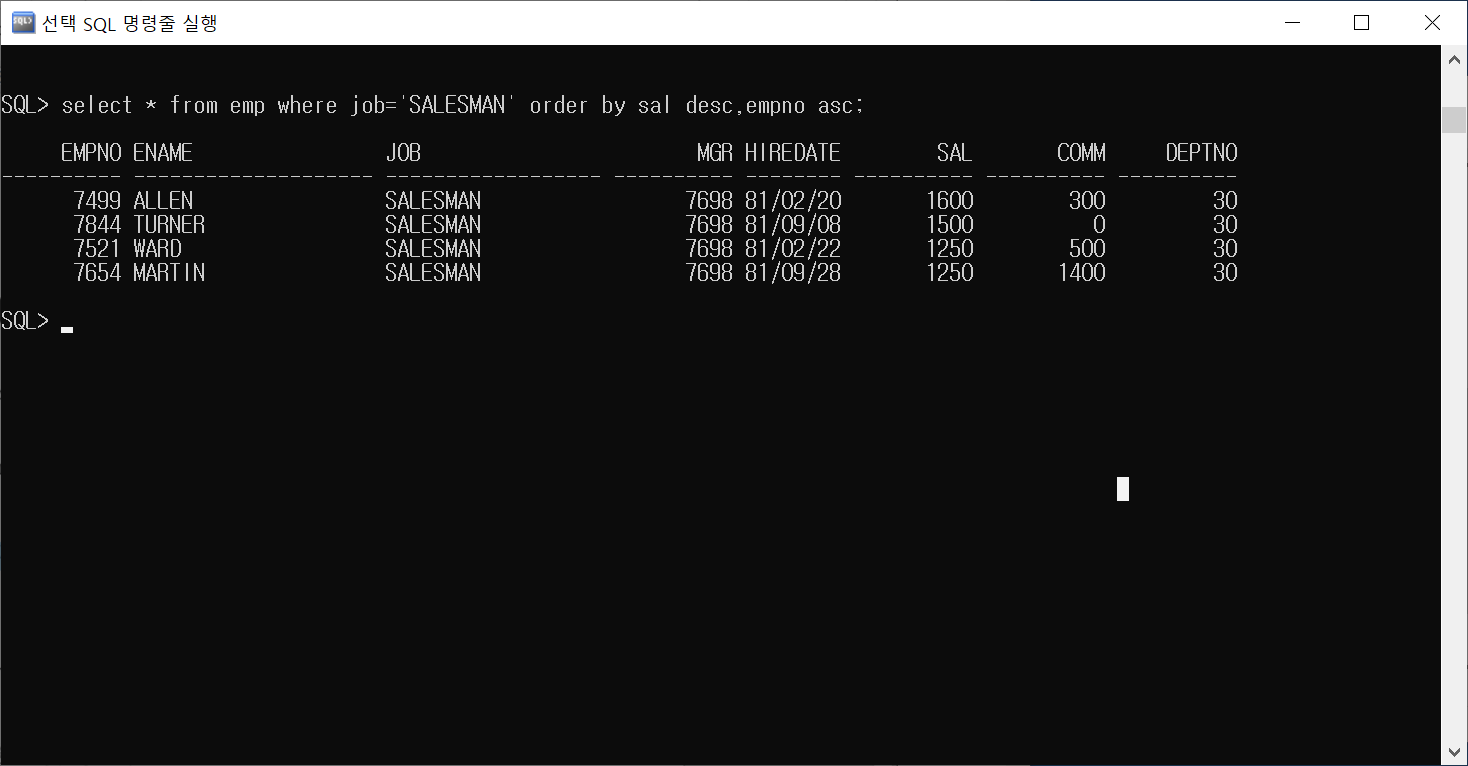 선택 SQL 명령줄 실행
SQL> select * from emp where job='SALESMAN' order by sal desc,empno asc;
     EMPNO ENAME                JOB                       MGR HIREDATE        SAL       COMM     DEPTNO
---------- -------------------- ------------------ ---------- -------- ---------- ---------- ----------
      7499 ALLEN                SALESMAN                 7698 81/02/20       1600        300         30
      7844 TURNER               SALESMAN                 7698 81/09/08       1500          0         30
      7521 WARD                 SALESMAN                 7698 81/02/22       1250        500         30
      7654 MARTIN               SALESMAN                 7698 81/09/28       1250       1400         30
SQL>